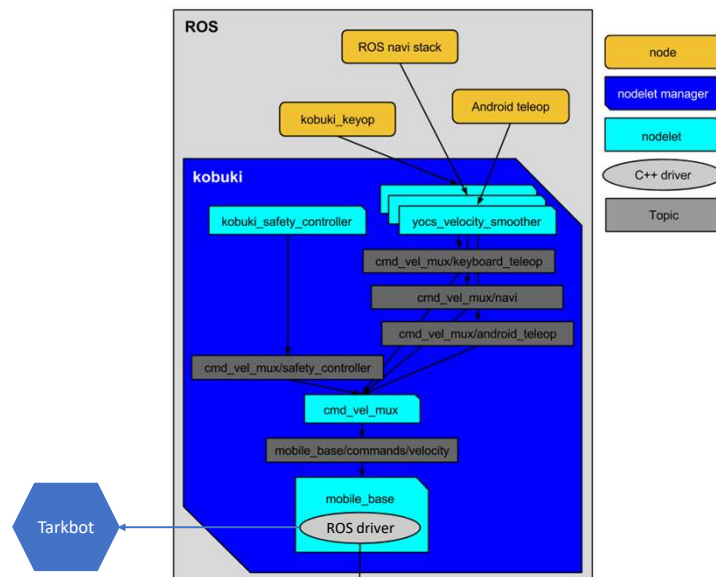 ROS
ROS navi stack
node
nodelet manager
Android teleop
kobuki_keyop
nodelet
kobuki
C++ driver
kobuki_safety_controller
yocs_velocity_smoother
Topic
cmd_vel_mux/keyboard_teleop
cmd_vel_mux/navi
cmd_vel_mux/android_teleop
cmd_vel_mux/safety_controller
cmd_vel_mux
mobile_base/commands/velocity
mobile_base
Tarkbot
ROS driver